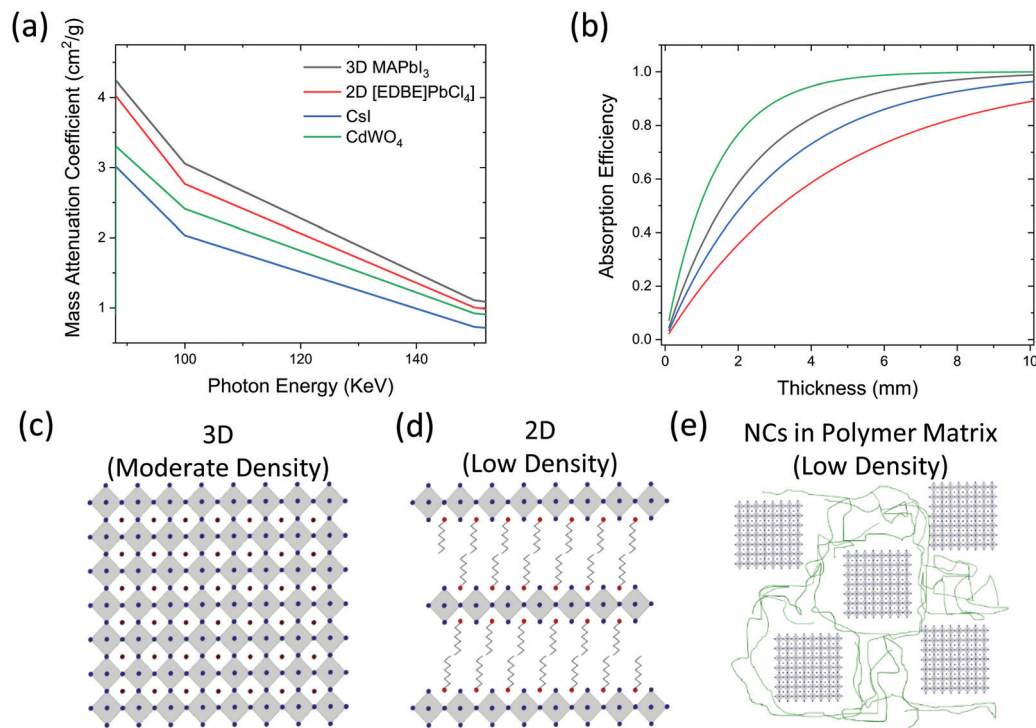 (a)
Mass Attenuation Coefficient (cm²/g)
4
3
2
1
100
120
140
Photon Energy (KeV)
3D MAPbI₃
2D [EDBE]PbCl₄]
CsI
CdWO₄
(b)
Absorption Efficiency
1.0
0.8
0.6
0.4
0.2
0.0
0
2
4
6
8
10
Thickness (mm)
(c)
3D
(Moderate Density)
(d)
2D
(Low Density)
(e)
NCs in Polymer Matrix
(Low Density)